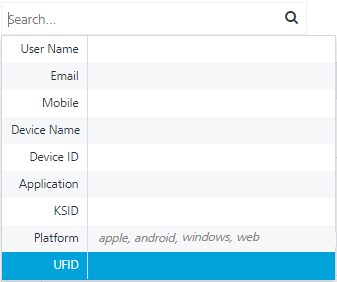 Search...
User Name
Email
Mobile
Device Name
Device ID
Application
KSID
Platform apple, android, windows, web
UFID